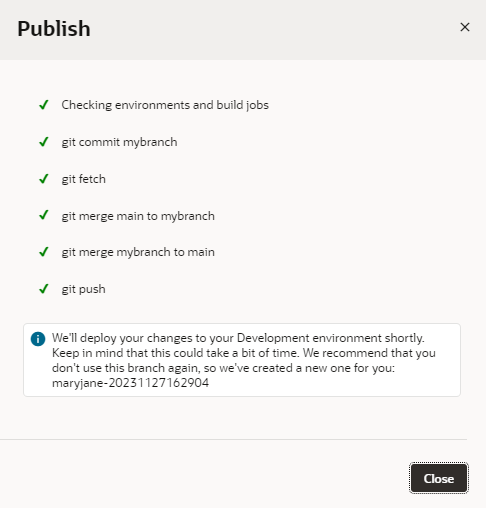 Publish
Checking environments and build jobs
git commit mybranch
git fetch
git merge main to mybranch
git merge mybranch to main
git push
We'll deploy your changes to your Development environment shortly.
Keep in mind that this could take a bit of time. We recommend that you
don't use this branch again, so we've created a new one for you:
maryjane-20231127162904
Close